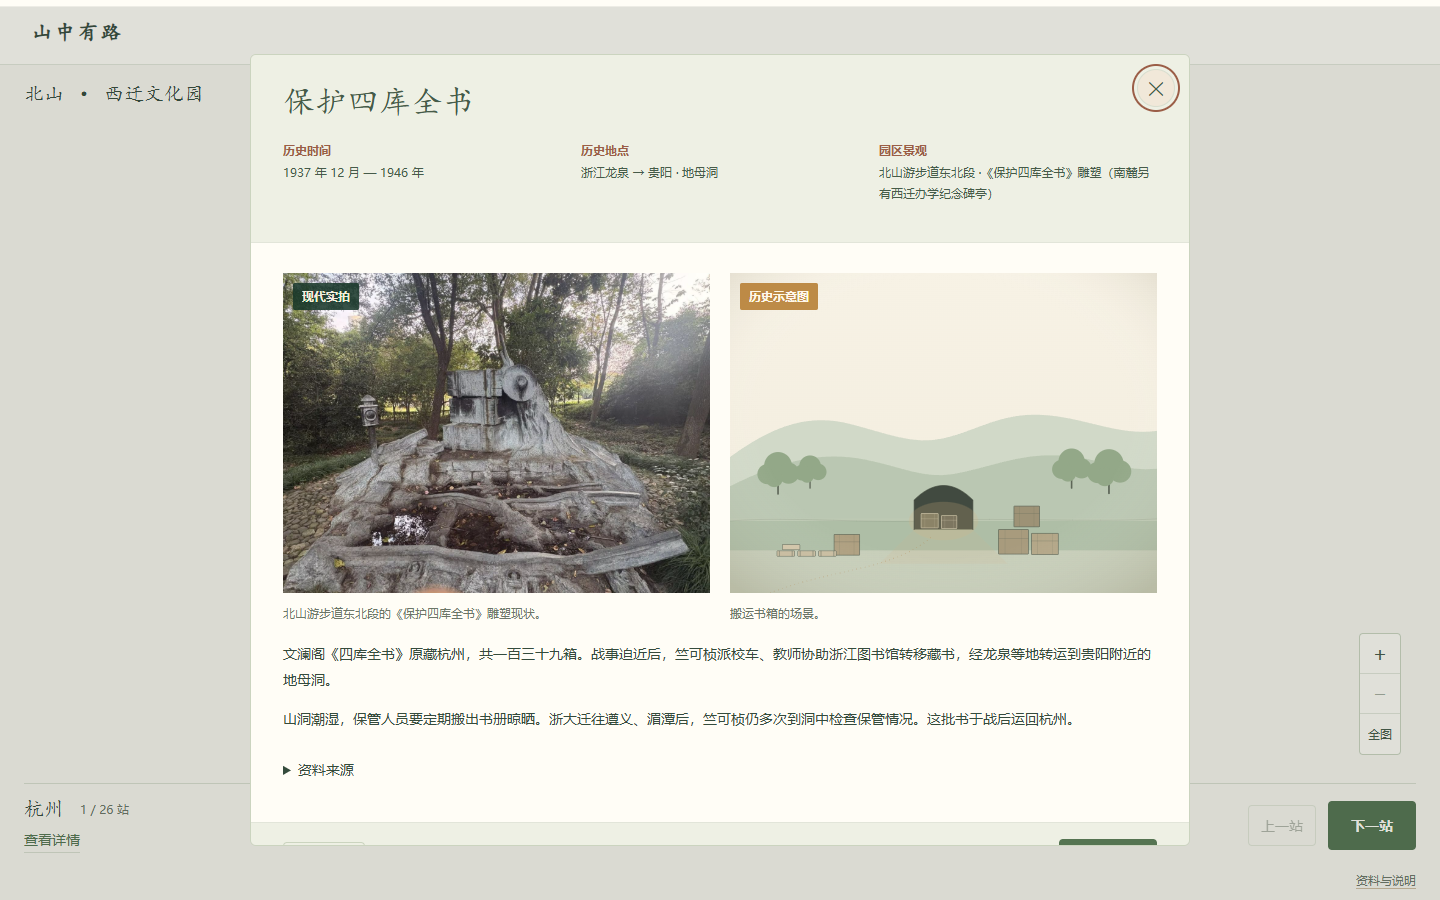 山中有路
北山 • 西迁文化园
保护四库全书
历史时间
1937 年 12 月 — 1946 年
历史地点
浙江龙泉 → 贵阳 · 地母洞
园区景观
北山游步道东北段 ·《保护四库全书》雕塑（南麓另
有西迁办学纪念碑亭）
现代实拍
历史示意图
北山游步道东北段的《保护四库全书》雕塑现状。
搬运书箱的场景。
文澜阁《四库全书》原藏杭州，共一百三十九箱。战事迫近后，竺可桢派校车、教师协助浙江图书馆转移藏书，经龙泉等地转运到贵阳附近的
地母洞。
山洞潮湿，保管人员要定期搬出书册晾晒。浙大迁往遵义、湄潭后，竺可桢仍多次到洞中检查保管情况。这批书于战后运回杭州。
▶ 资料来源
+
−
全图
杭州 1 / 26 站
查看详情
上一站
下一站
资料与说明